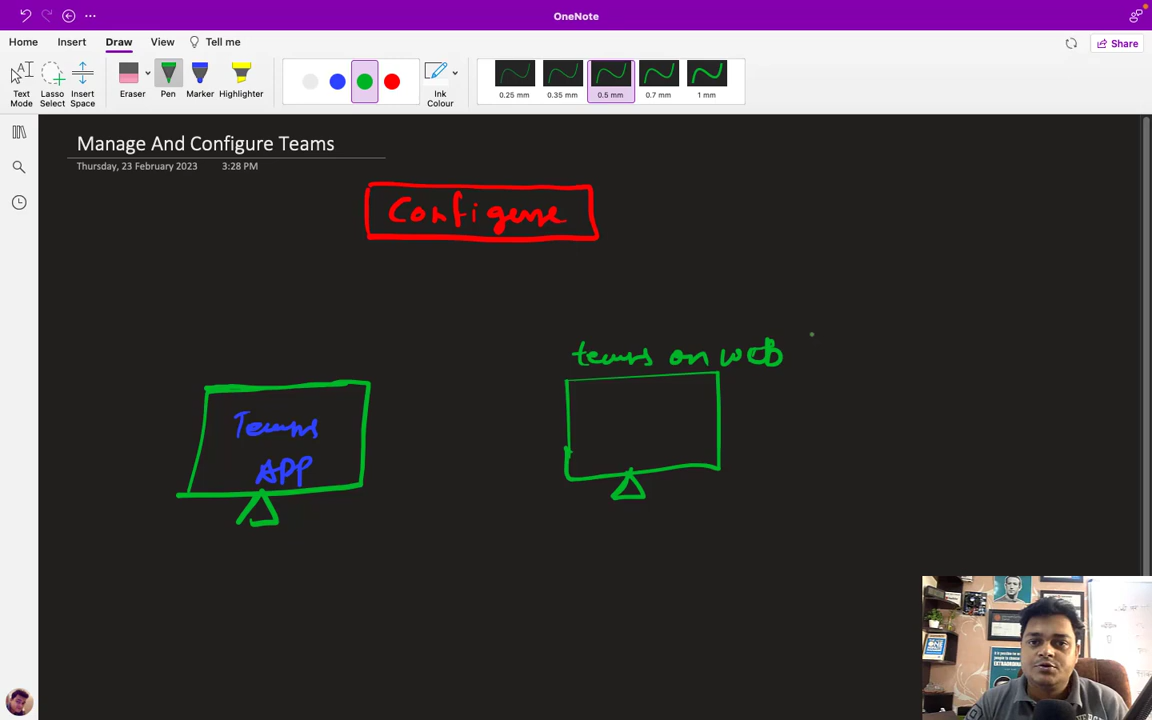 OneNote
Home Insert Draw View Tell me
Share
Text Mode
Lasso Select
Insert Space
Eraser
Pen
Marker
Highlighter
Ink Colour
0.25 mm
0.35 mm
0.5 mm
0.7 mm
1 mm
Manage And Configure Teams
Thursday, 23 February 2023 3:28 PM
Configure
teams on web
Teams
APP